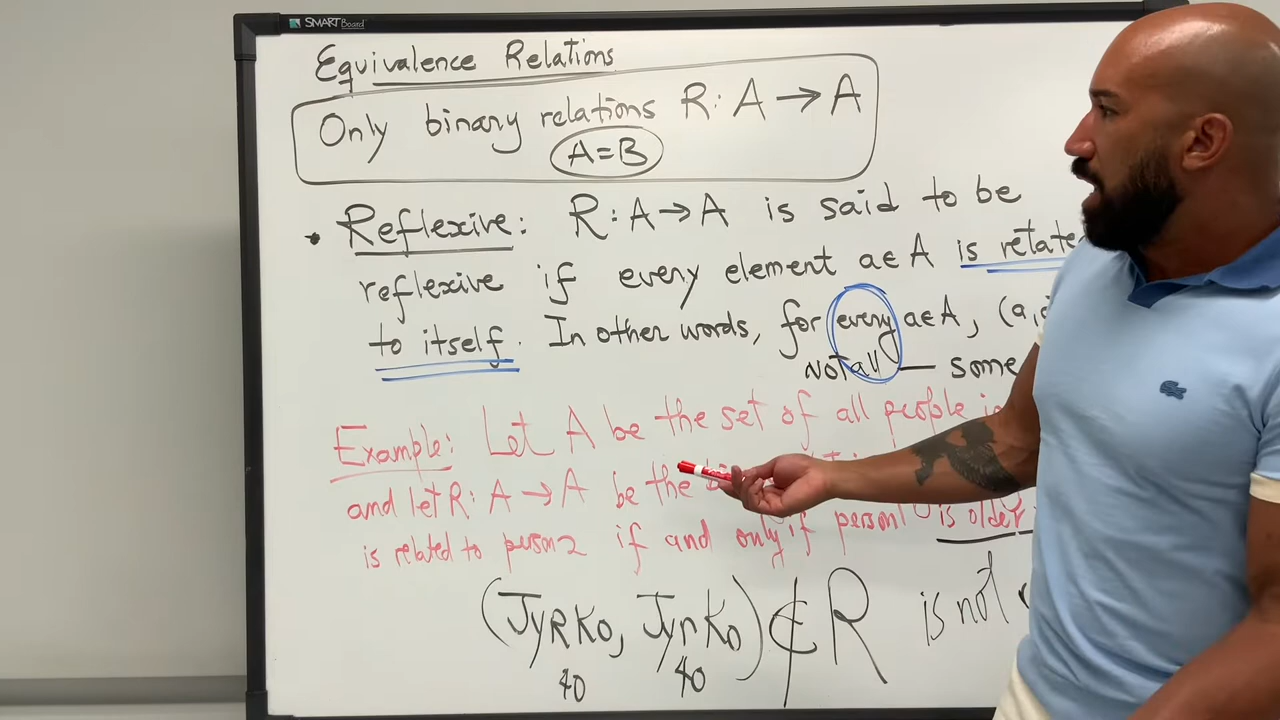 SMART Board
Equivalence Relations
Only binary relations R: A → A
A=B
• Reflexive: R: A → A is said to be
reflexive if every element a∈A is relate
to itself. In other words, for every a∈A, (a,
Not all — some
Example: Let A be the set of all people
and let R: A → A be the
is related to person2 if and only if person1 is older
(Jyrko, Jyrko) ∉ R is not
40 40